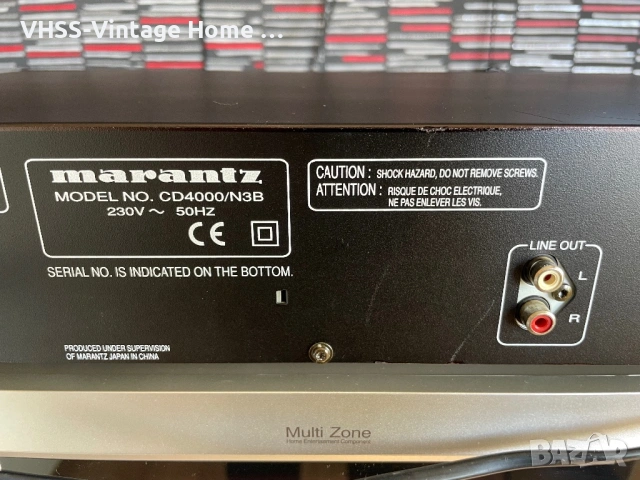 VHSS-Vintage Home ...
marantz
MODEL NO. CD4000/N3B
230V ~ 50HZ
CE
SERIAL NO. IS INDICATED ON THE BOTTOM.
CAUTION : SHOCK HAZARD, DO NOT REMOVE SCREWS.
ATTENTION : RISQUE DE CHOC ELECTRIQUE,
NE PAS ENLEVER LES VIS.
LINE OUT
L
R
PRODUCED UNDER SUPERVISION
OF MARANTZ JAPAN IN CHINA
Multi Zone
Home Entertainment Component
BAZAR